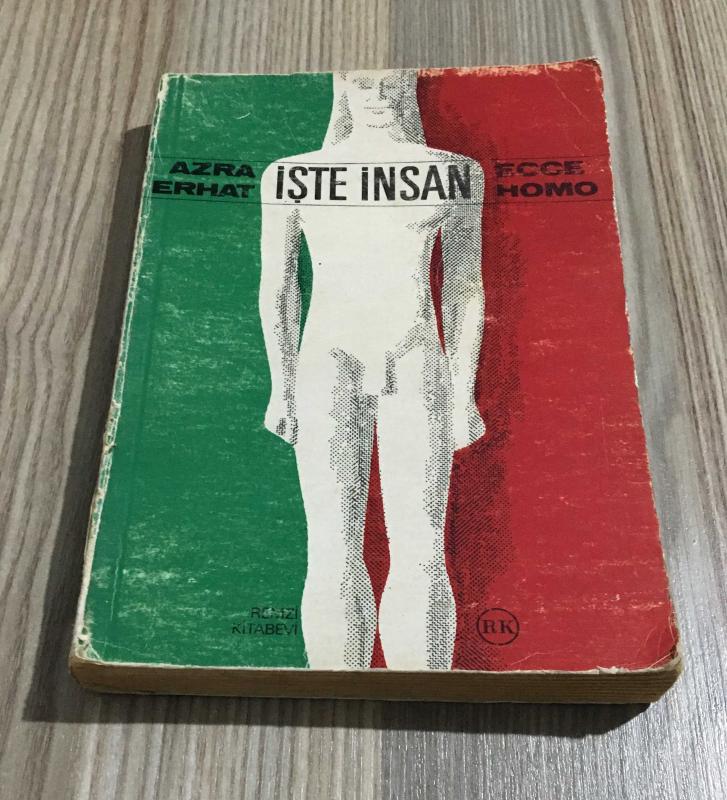 AZRA
ERHAT
İŞTE İNSAN
ECCE
HOMO
REMZİ
KİTABEVİ
RK